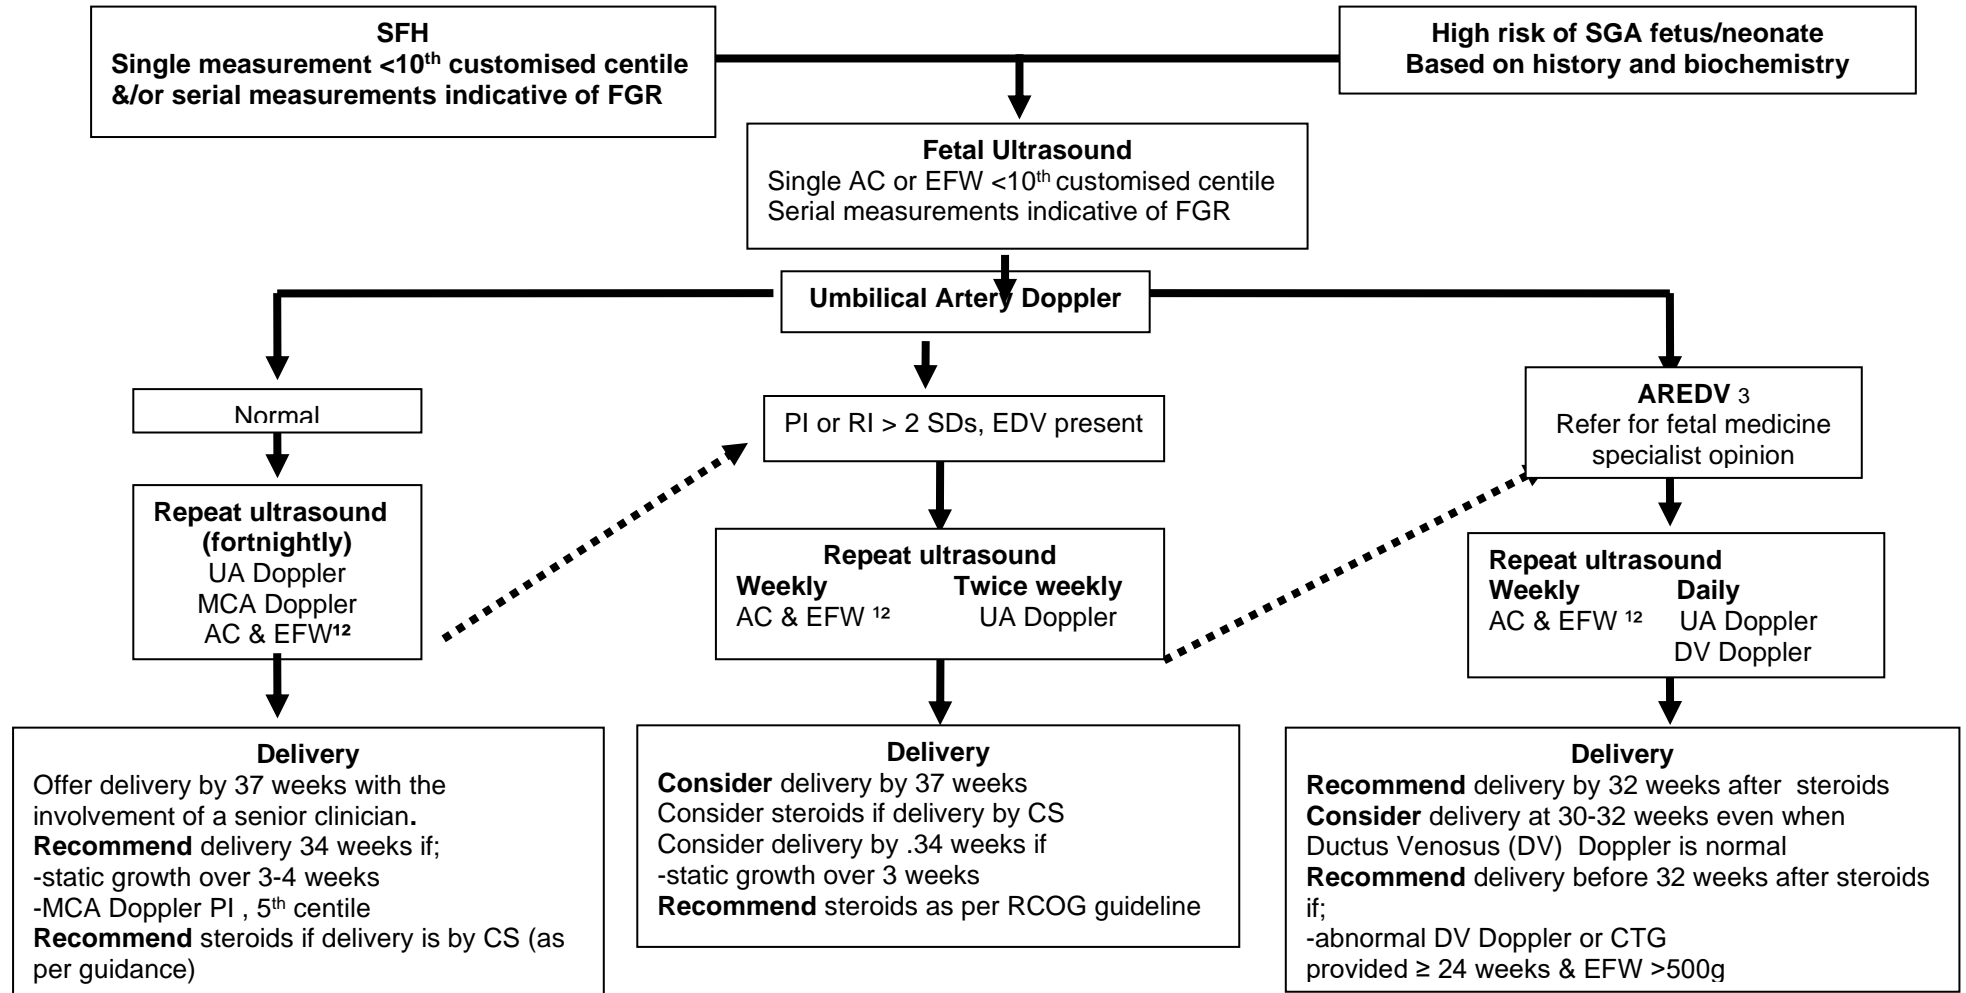 SFH
Single measurement <10th customised centile
&/or serial measurements indicative of FGR
High risk of SGA fetus/neonate
Based on history and biochemistry
Fetal Ultrasound
Single AC or EFW <10th customised centile
Serial measurements indicative of FGR
Umbilical Artery Doppler
Normal
PI or RI > 2 SDs, EDV present
AREDV 3
Refer for fetal medicine
specialist opinion
Repeat ultrasound
(fortnightly)
UA Doppler
MCA Doppler
AC & EFW¹²
Repeat ultrasound
Weekly Twice weekly
AC & EFW ¹² UA Doppler
Repeat ultrasound
Weekly Daily
AC & EFW ¹² UA Doppler
DV Doppler
Delivery
Offer delivery by 37 weeks with the
involvement of a senior clinician.
Recommend delivery 34 weeks if;
-static growth over 3-4 weeks
-MCA Doppler PI , 5th centile
Recommend steroids if delivery is by CS (as
per guidance)
Delivery
Consider delivery by 37 weeks
Consider steroids if delivery by CS
Consider delivery by .34 weeks if
-static growth over 3 weeks
Recommend steroids as per RCOG guideline
Delivery
Recommend delivery by 32 weeks after steroids
Consider delivery at 30-32 weeks even when
Ductus Venosus (DV) Doppler is normal
Recommend delivery before 32 weeks after steroids
if;
-abnormal DV Doppler or CTG
provided ≥ 24 weeks & EFW >500g